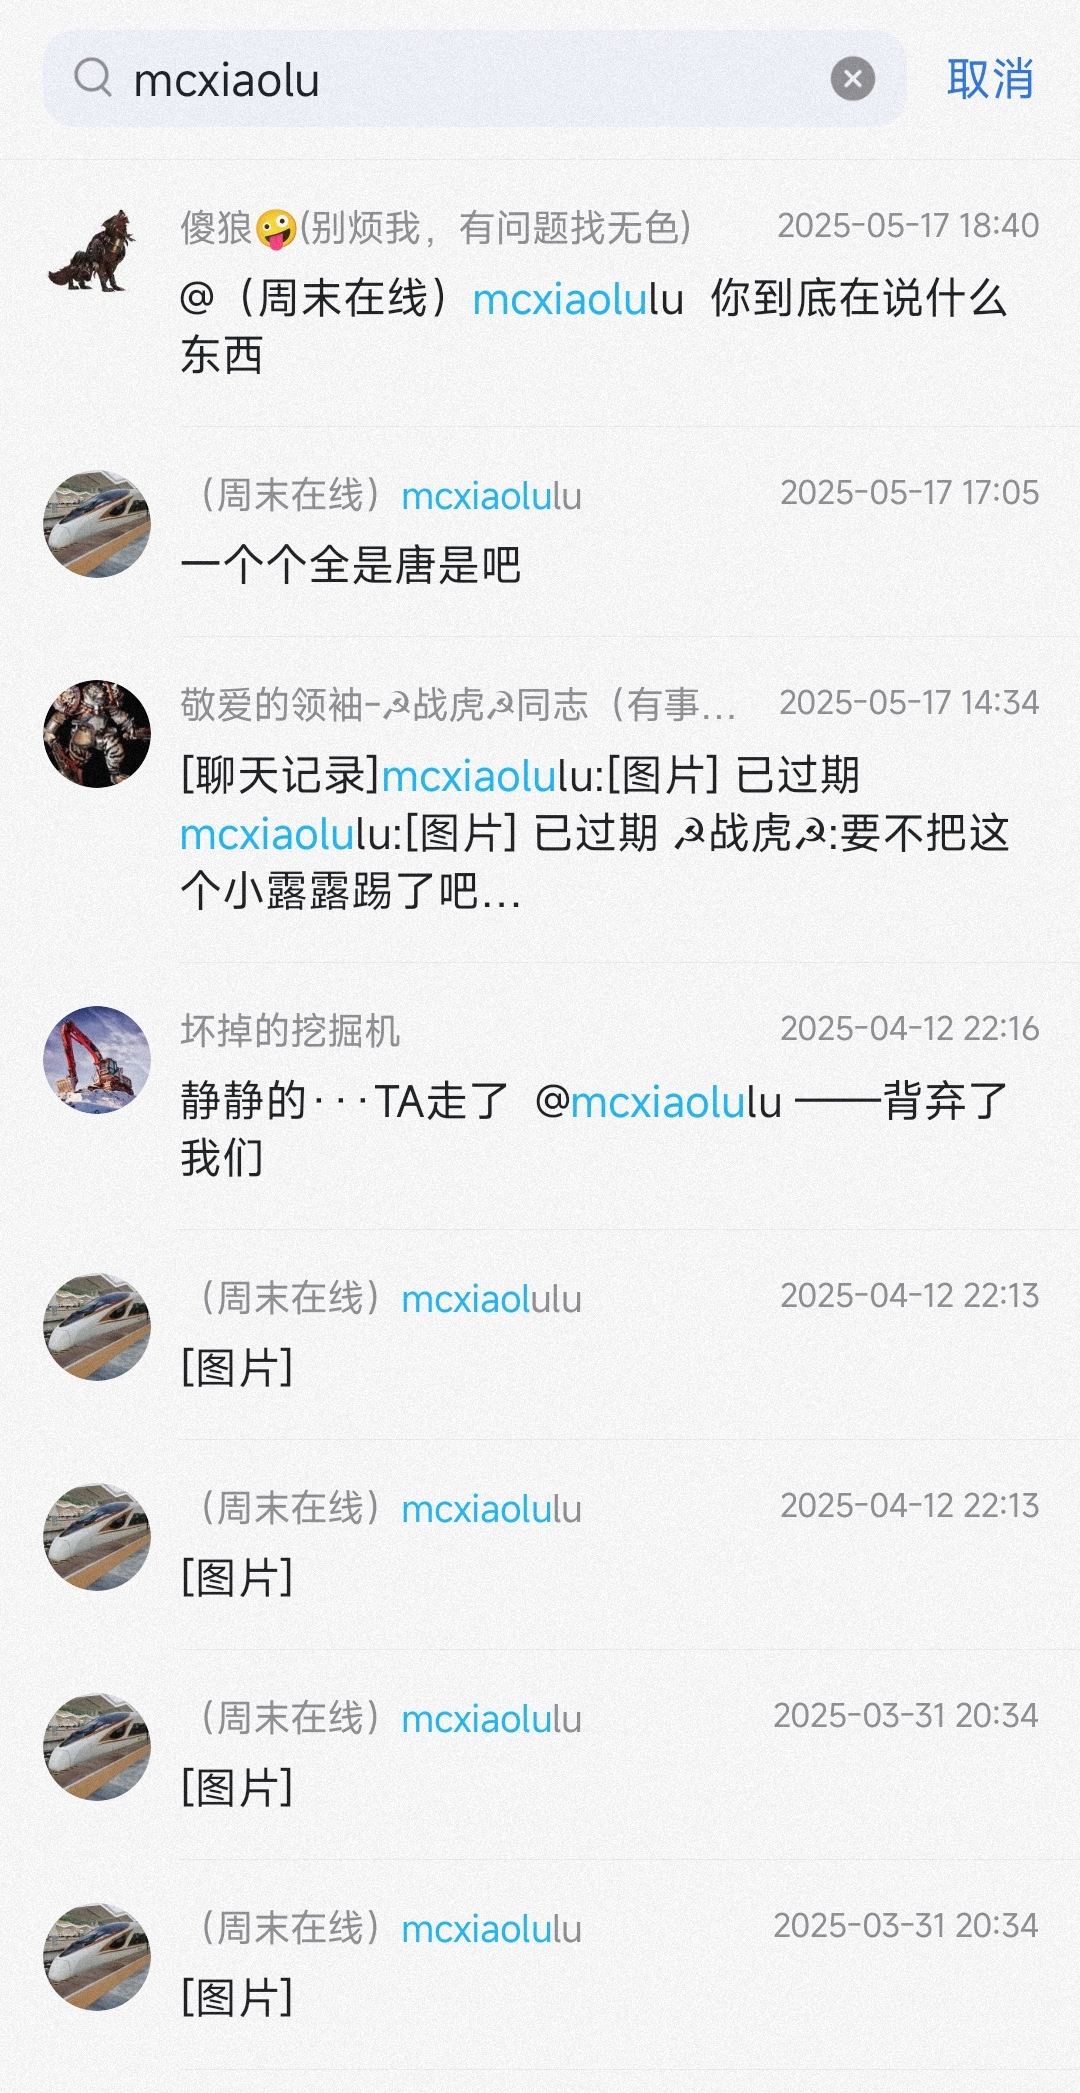 mcxiaolu
取消
傻狼🤪(别烦我，有问题找无色)
2025-05-17 18:40
@（周末在线）mcxiaolulu 你到底在说什么
东西
（周末在线）mcxiaolulu
2025-05-17 17:05
一个个全是唐是吧
敬爱的领袖-☭战虎☭同志（有事...
2025-05-17 14:34
[聊天记录]mcxiaolulu:[图片] 已过期
mcxiaolulu:[图片] 已过期 ☭战虎☭:要不把这
个小露露踢了吧...
坏掉的挖掘机
2025-04-12 22:16
静静的···TA走了 @mcxiaolulu ——背弃了
我们
（周末在线）mcxiaolulu
2025-04-12 22:13
[图片]
（周末在线）mcxiaolulu
2025-04-12 22:13
[图片]
（周末在线）mcxiaolulu
2025-03-31 20:34
[图片]
（周末在线）mcxiaolulu
2025-03-31 20:34
[图片]